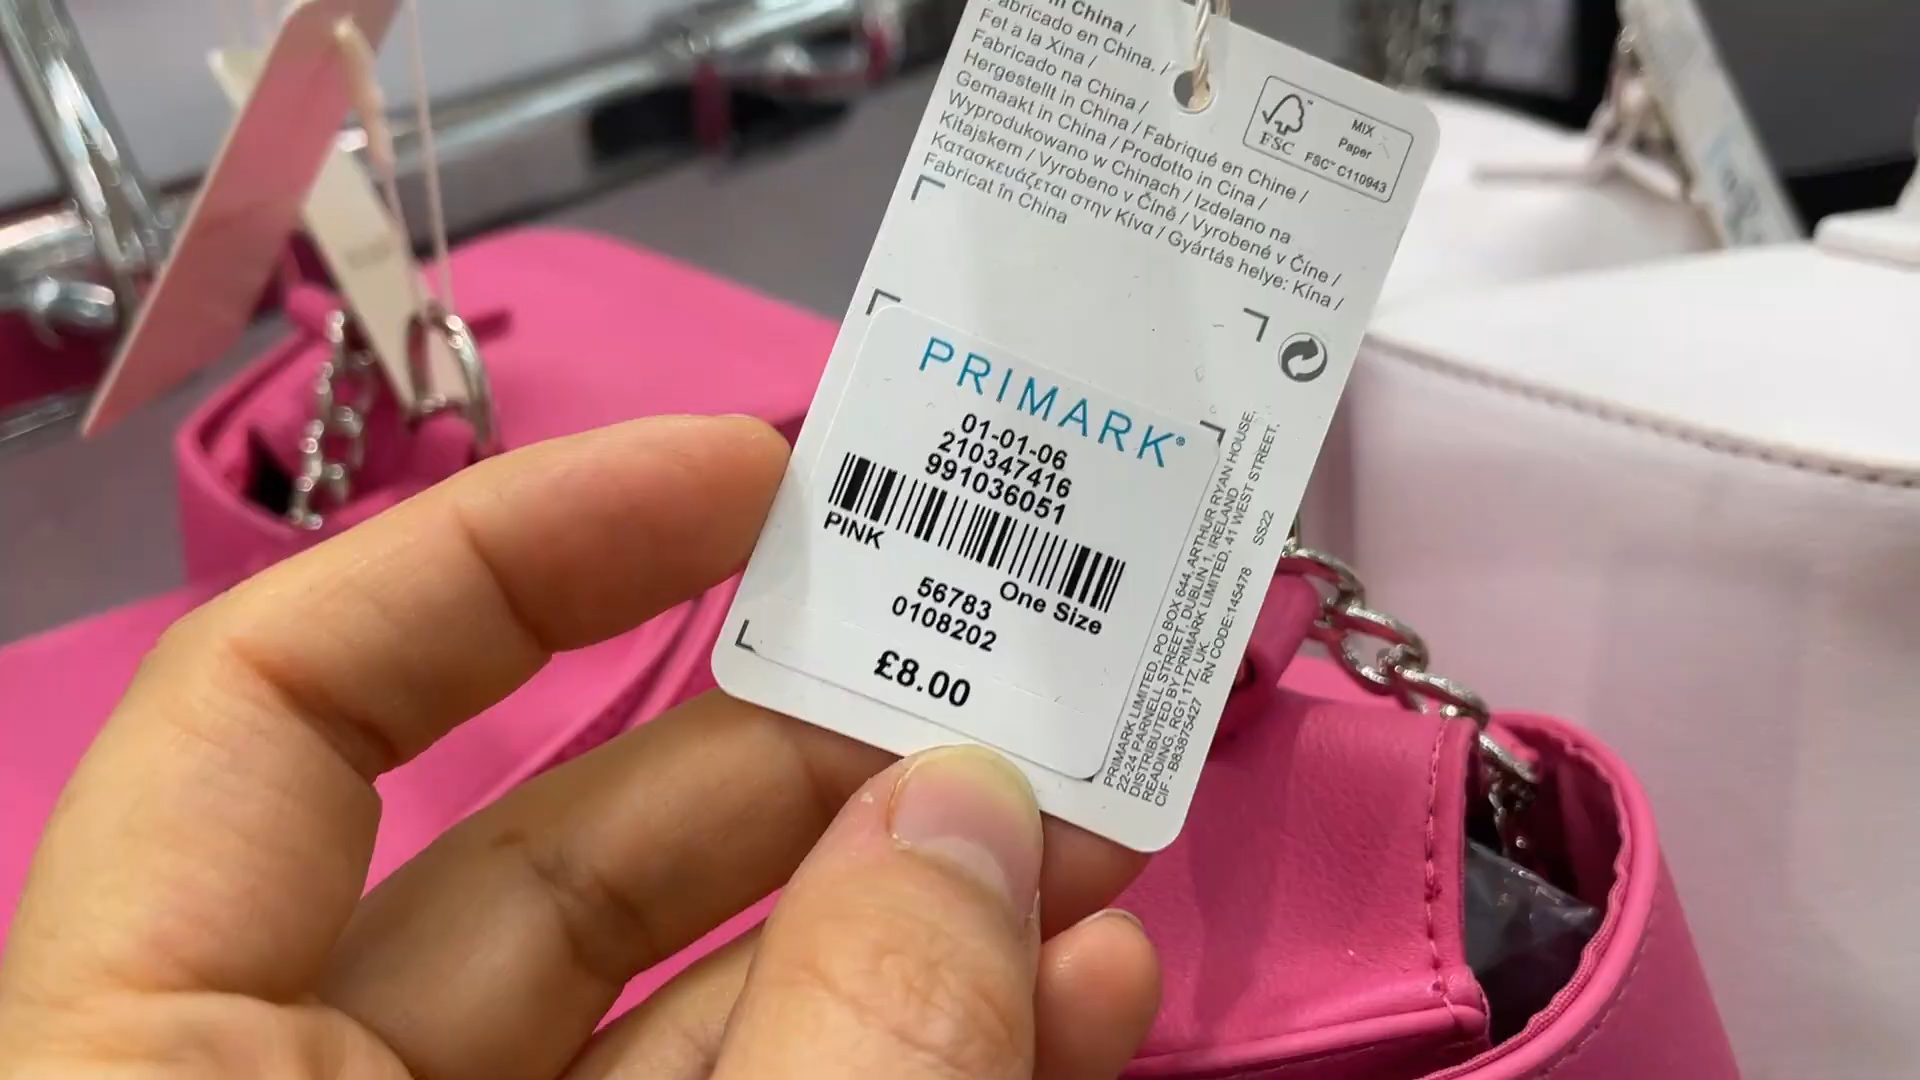 in China /
Fabricado en China. /
Fet a la Xina /
Fabricado na China /
Hergestellt in China / Fabriqué en Chine /
Gemaakt in China / Prodotto in Cina /
Wyprodukowano w Chinach / Izdelano na
Kitajskem / Vyrobeno v Číně / Vyrobené v Číne /
Κατασκευάζεται στην Κίνα / Gyártás helye: Kína /
Fabricat în China
FSC
MIX
Paper
FSC™ C110943
PRIMARK®
01-01-06
210347416
991036051
PINK
One Size
56783
0108202
£8.00
PRIMARK LIMITED, PO BOX 644, ARTHUR RYAN HOUSE,
22-24 PARNELL STREET, DUBLIN 1, IRELAND
DISTRIBUTED BY PRIMARK LIMITED, 41 WEST STREET,
READING, RG1 1TZ, UK.
CIF - B83875427 RN CODE:145478 SS22